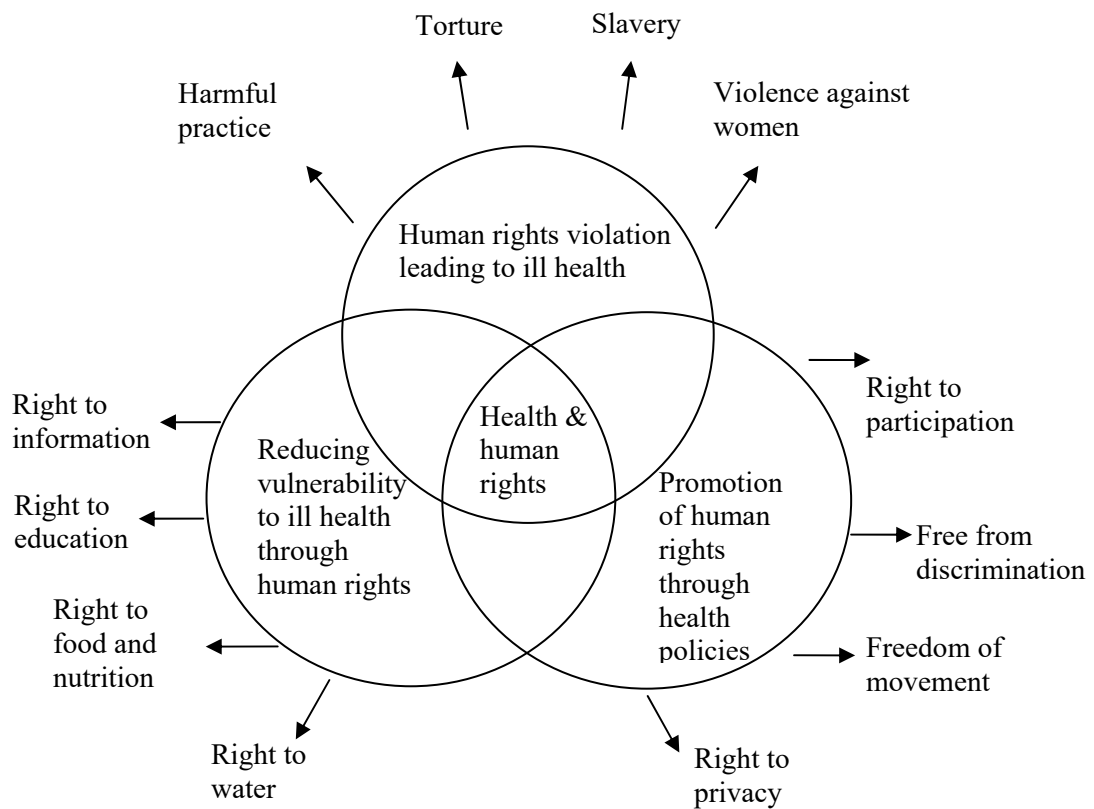 Torture
Slavery
Harmful
practice
Violence against
women
Human rights violation
leading to ill health
Right to
information
Reducing
vulnerability
to ill health
through
human rights
Health &
human
rights
Right to
participation
Promotion
of human
rights
through
health
policies
Right to
education
Free from
discrimination
Right to
food and
nutrition
Freedom of
movement
Right to
water
Right to
privacy